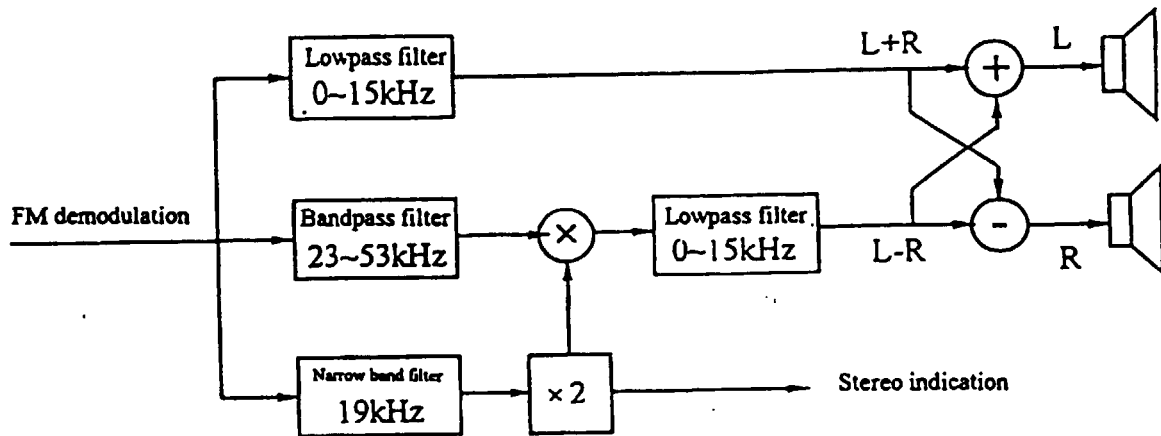 Lowpass filter
0~15kHz
L+R
+
L
FM demodulation
Bandpass filter
23~53kHz
×
Lowpass filter
0~15kHz
L-R
-
R
Narrow band filter
19kHz
×2
Stereo indication